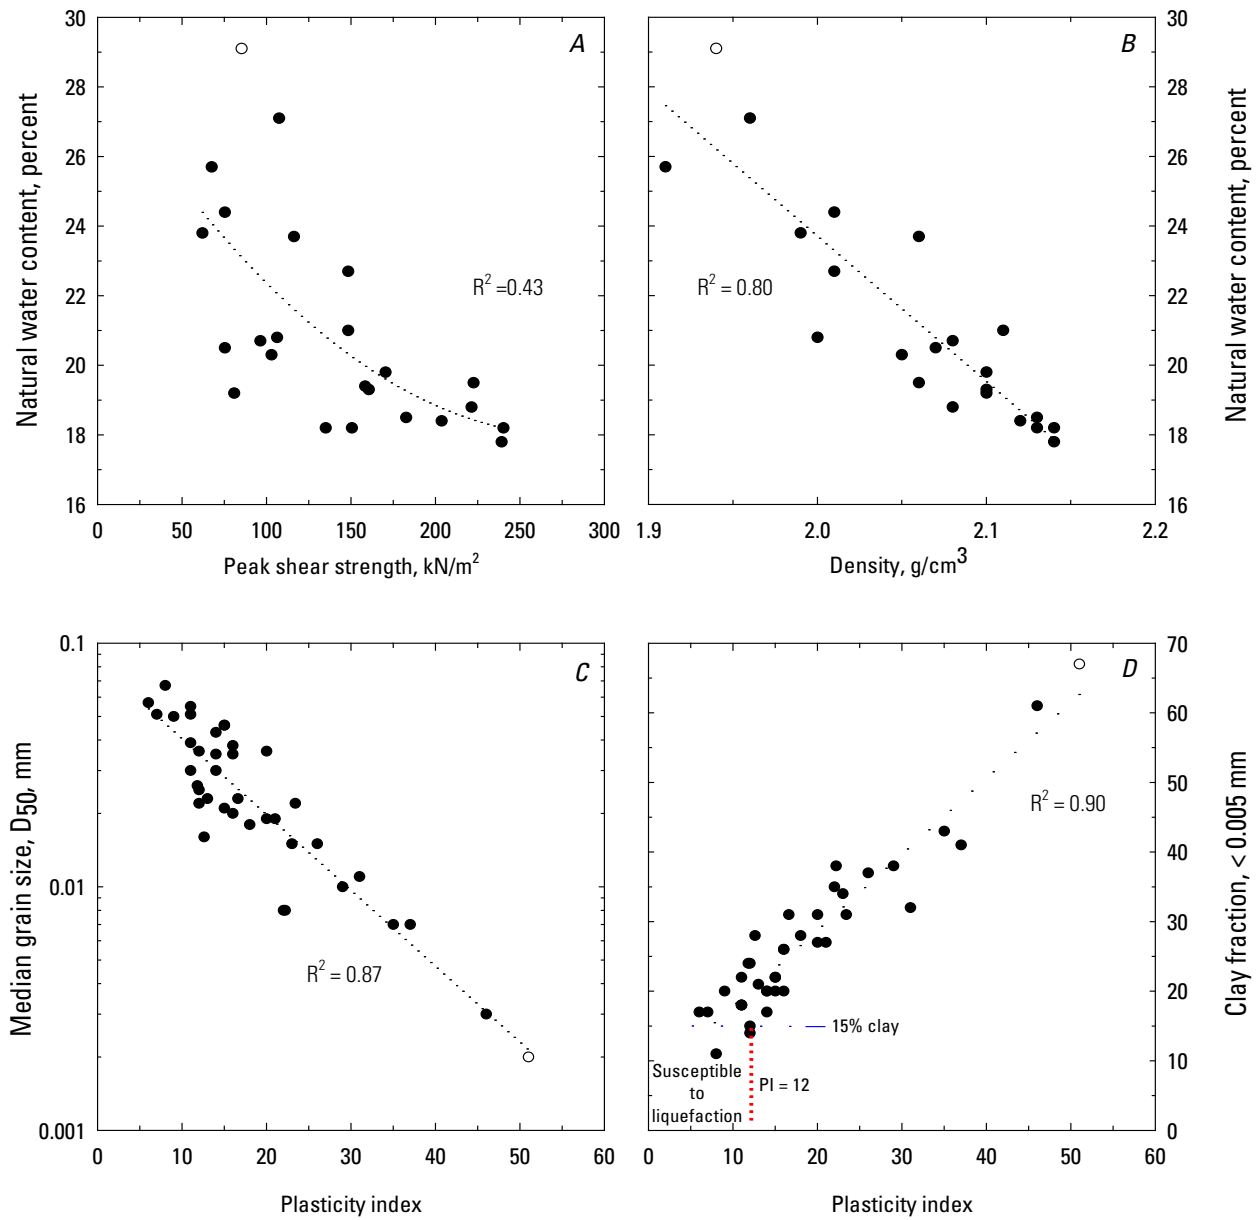 30
28
26
24
22
20
18
16
0 50 100 150 200 250 300
Natural water content, percent
Peak shear strength, kN/m²
A
R² =0.43
30
28
26
24
22
20
18
16
1.9 2.0 2.1 2.2
Natural water content, percent
Density, g/cm³
B
R² = 0.80
0.1
0.01
0.001
0 10 20 30 40 50 60
Median grain size, D50, mm
Plasticity index
C
R² = 0.87
70
60
50
40
30
20
10
0
0 10 20 30 40 50 60
Clay fraction, < 0.005 mm
Plasticity index
D
R² = 0.90
15% clay
Susceptible
to
liquefaction
PI = 12